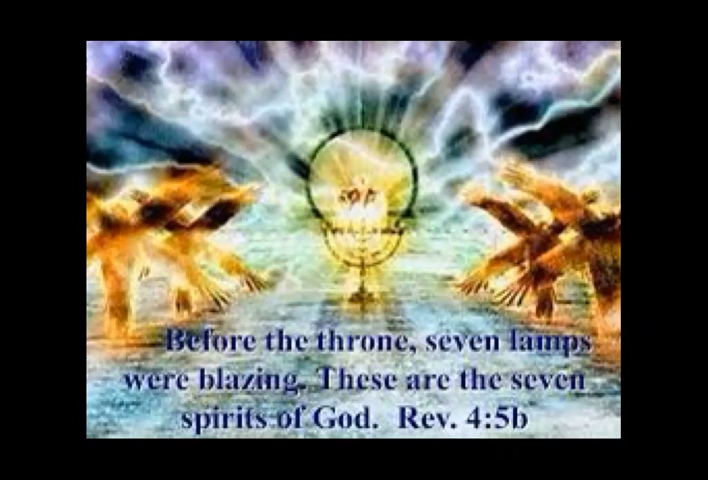 Before the throne, seven lamps
were blazing. These are the seven
spirits of God. Rev. 4:5b